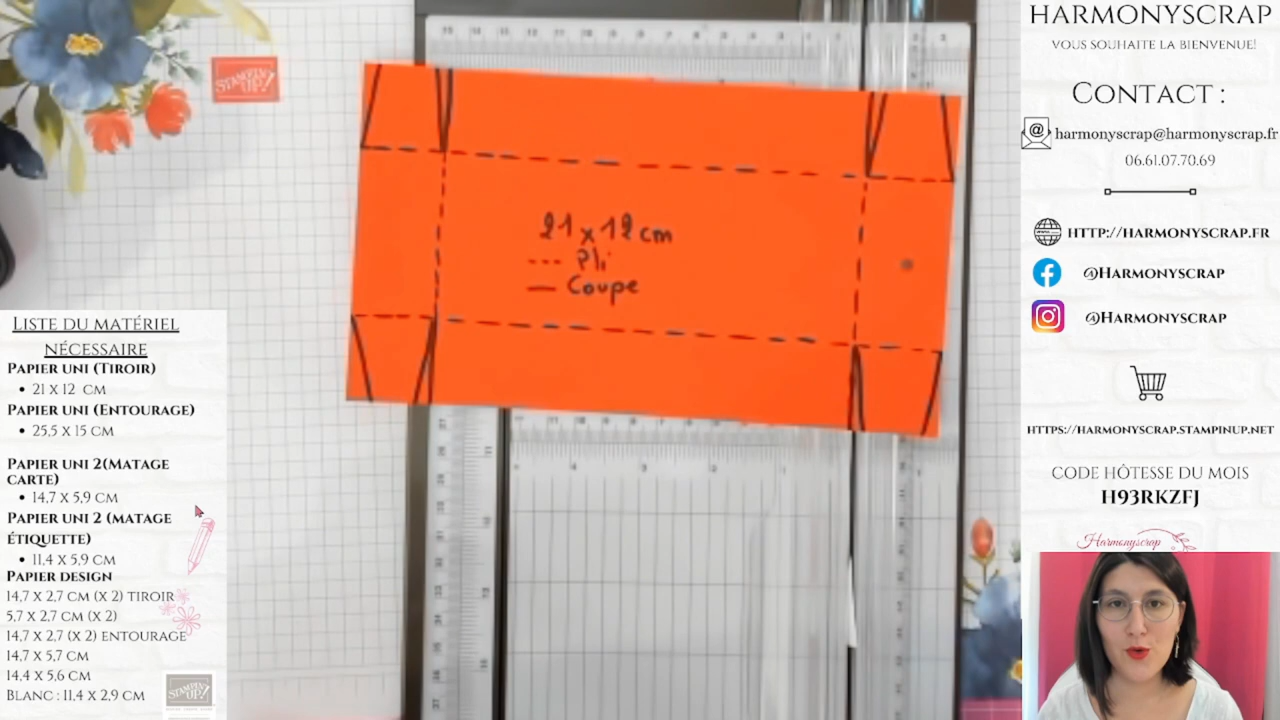 STAMPIN' UP!
21 x 12 cm
--- Pli
— Coupe
Liste du matériel
nécessaire
Papier uni (Tiroir)
• 21 x 12 cm
Papier uni (Entourage)
• 25,5 x 15 cm
Papier uni 2(Matage
carte)
• 14,7 x 5,9 cm
Papier uni 2 (matage
étiquette)
• 11,4 x 5,9 cm
Papier design
14,7 x 2,7 cm (x 2) tiroir
5,7 x 2,7 cm (x 2)
14,7 x 2,7 (x 2) entourage
14,7 x 5,7 cm
14,4 x 5,6 cm
Blanc : 11,4 x 2,9 cm
STAMPIN' UP!
HARMONYSCRAP
vous souhaite la bienvenue!
Contact :
harmonyscrap@harmonyscrap.fr
06.61.07.70.69
http://harmonyscrap.fr
@Harmonyscrap
@Harmonyscrap
https://harmonyscrap.stampinup.net
Code hôtesse du mois
H93RKZFJ
Harmonyscrap